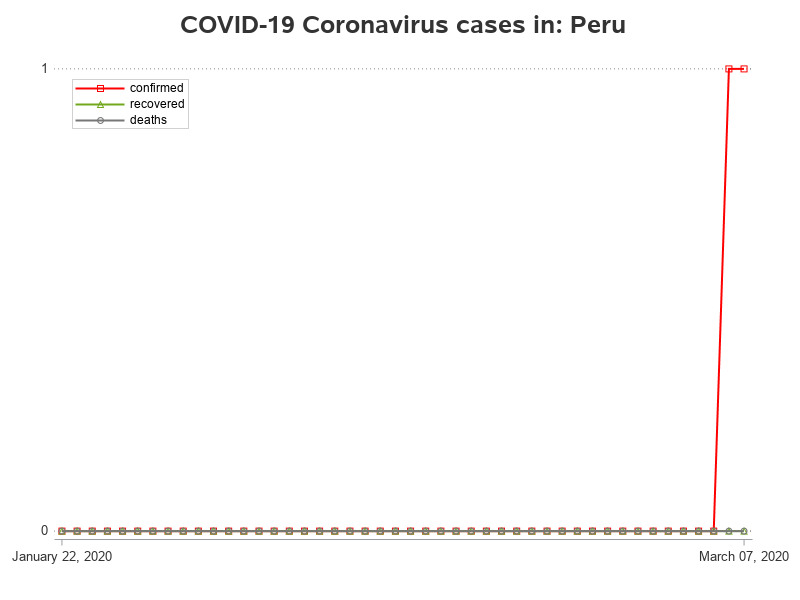 COVID-19 Coronavirus cases in: Peru
1
confirmed
recovered
deaths
0
January 22, 2020
March 07, 2020